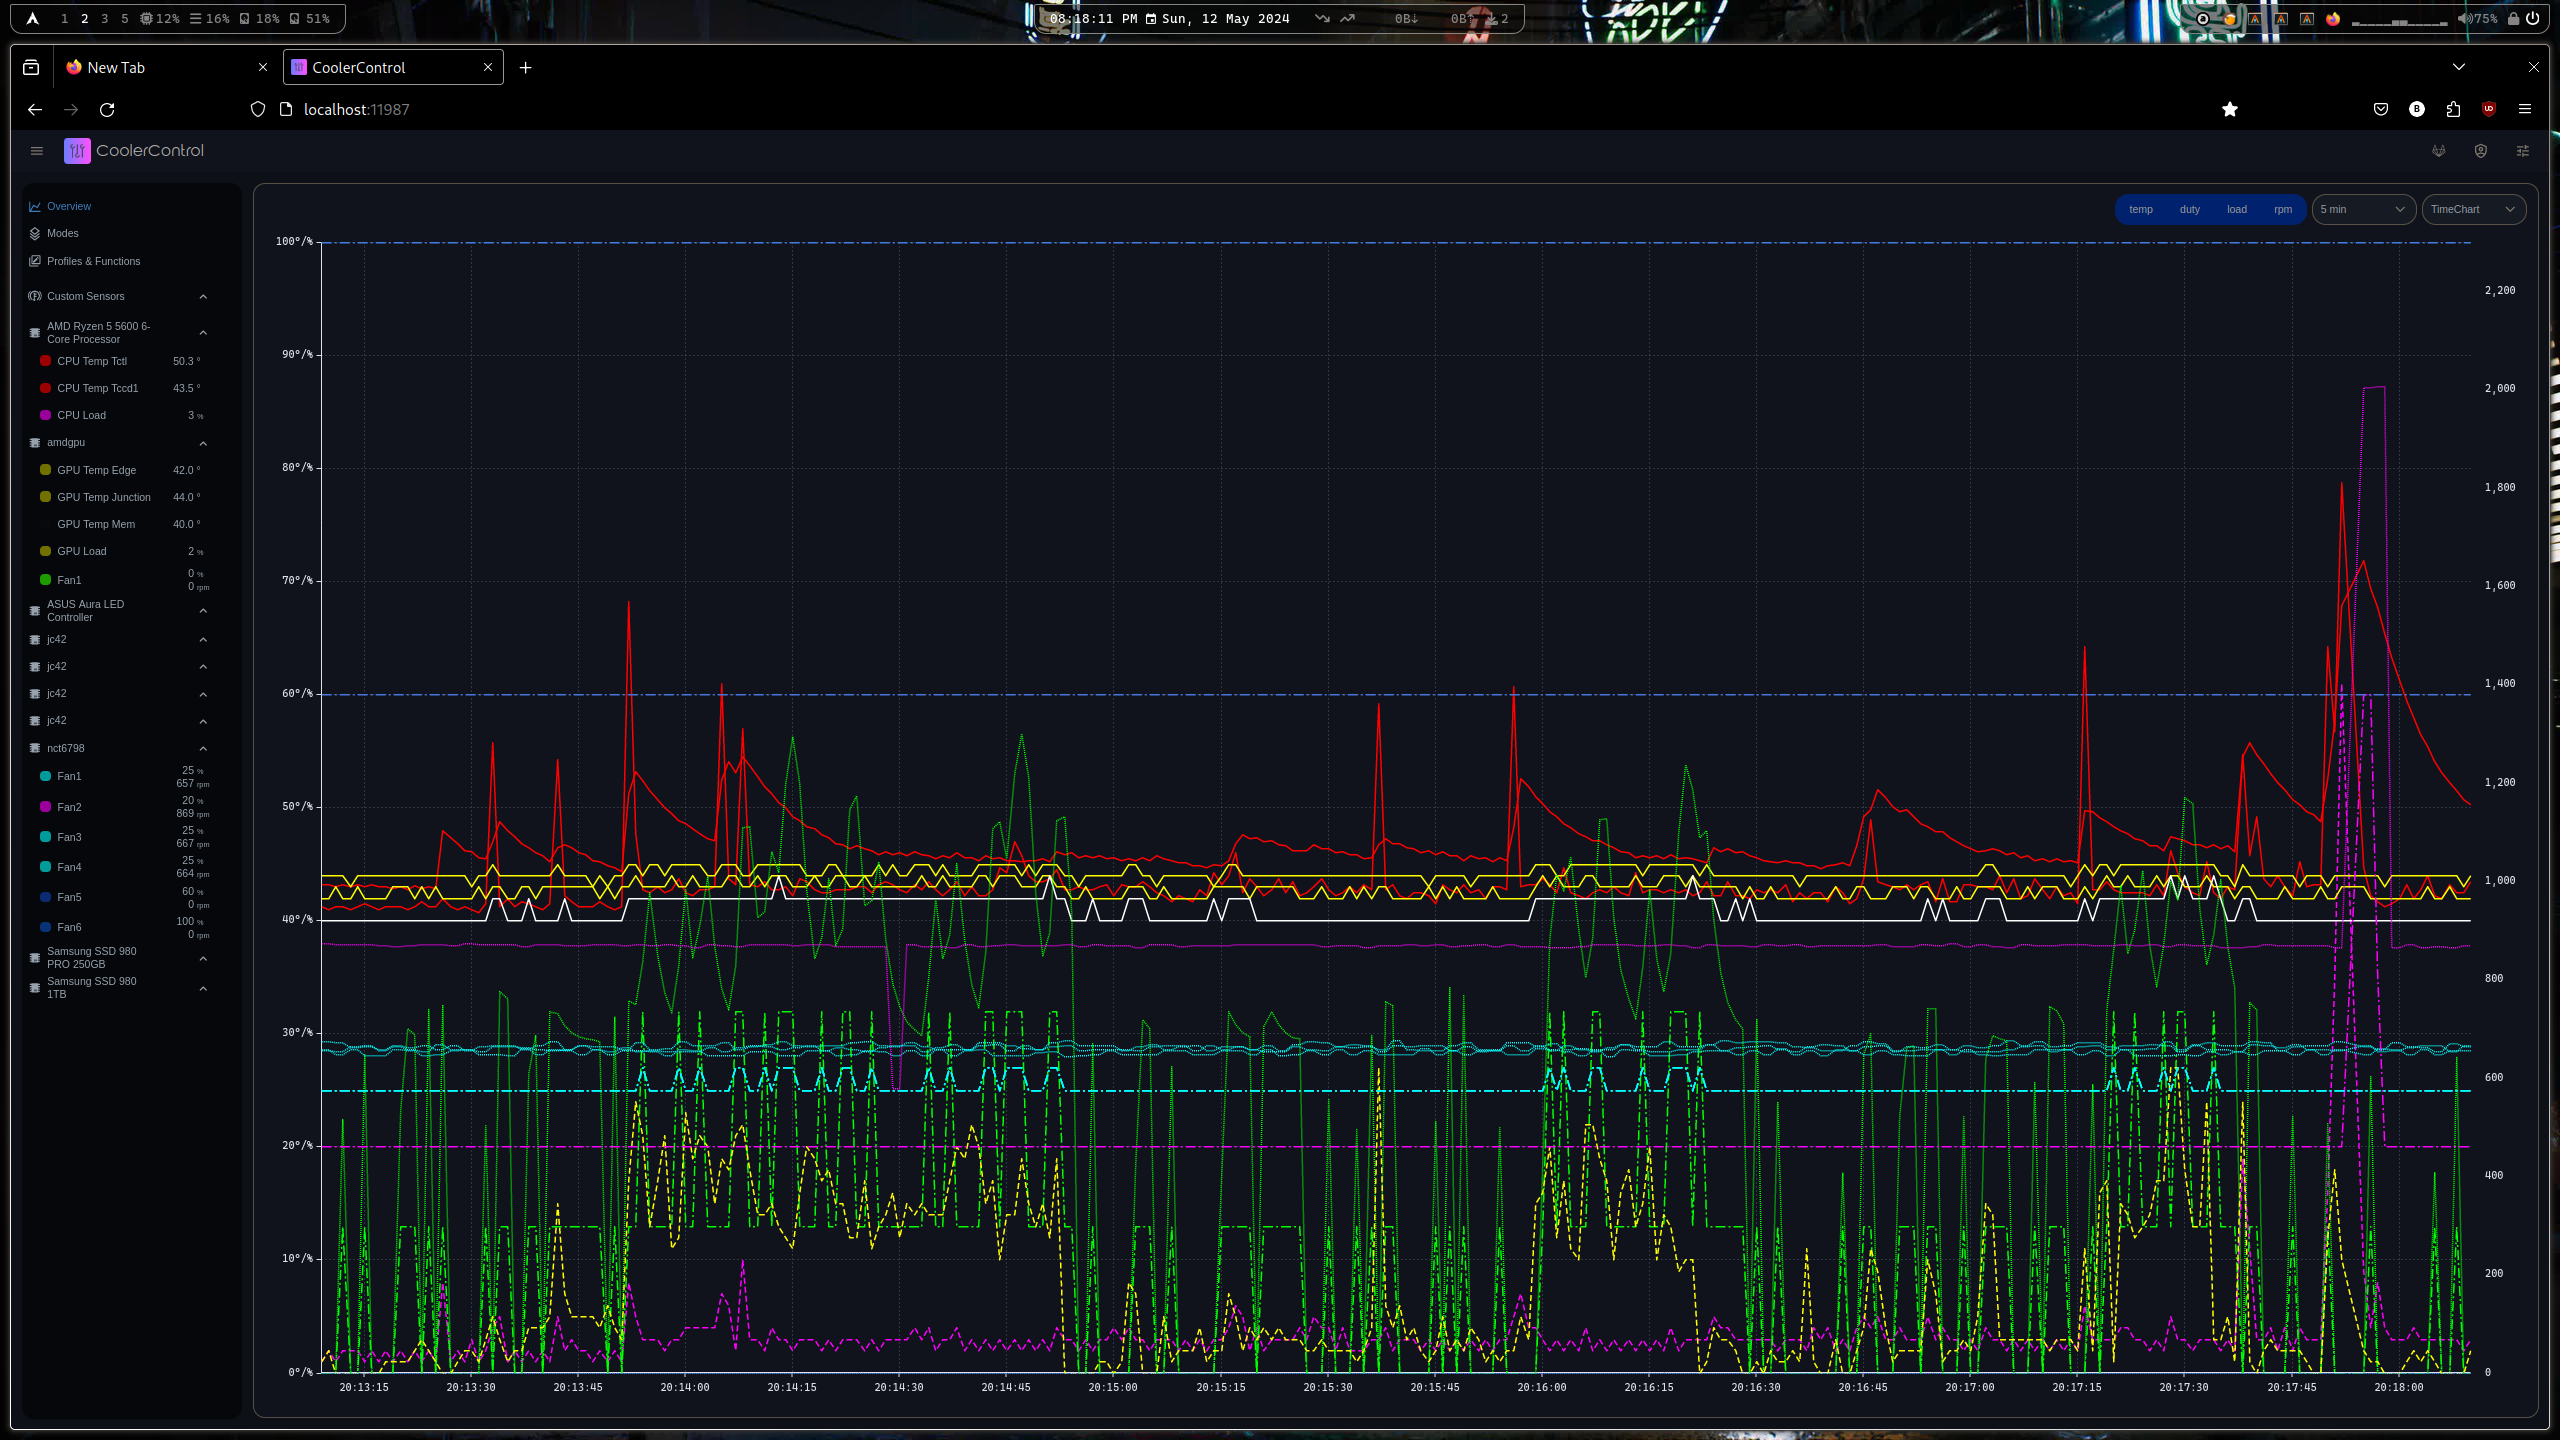 1 2 3 5 12% 16% 18% 51%
08:18:11 PM Sun, 12 May 2024 0B↓ 0B↑ 2
75%
New Tab
CoolerControl
localhost:11987
CoolerControl
Overview
Modes
Profiles & Functions
Custom Sensors
AMD Ryzen 5 5600 6-
Core Processor
CPU Temp Tctl 50.3 °
CPU Temp Tccd1 43.5 °
CPU Load 3 %
amdgpu
GPU Temp Edge 42.0 °
GPU Temp Junction 44.0 °
GPU Temp Mem 40.0 °
GPU Load 2 %
Fan1 0 %
0 rpm
ASUS Aura LED
Controller
jc42
jc42
jc42
jc42
nct6798
Fan1 25 %
657 rpm
Fan2 20 %
869 rpm
Fan3 25 %
667 rpm
Fan4 25 %
664 rpm
Fan5 60 %
0 rpm
Fan6 100 %
0 rpm
Samsung SSD 980
PRO 250GB
Samsung SSD 980
1TB
temp duty load rpm 5 min TimeChart
100°/%
90°/%
80°/%
70°/%
60°/%
50°/%
40°/%
30°/%
20°/%
10°/%
0°/%
2,200
2,000
1,800
1,600
1,400
1,200
1,000
800
600
400
200
0
20:13:15 20:13:30 20:13:45 20:14:00 20:14:15 20:14:30 20:14:45 20:15:00 20:15:15 20:15:30 20:15:45 20:16:00 20:16:15 20:16:30 20:16:45 20:17:00 20:17:15 20:17:30 20:17:45 20:18:00